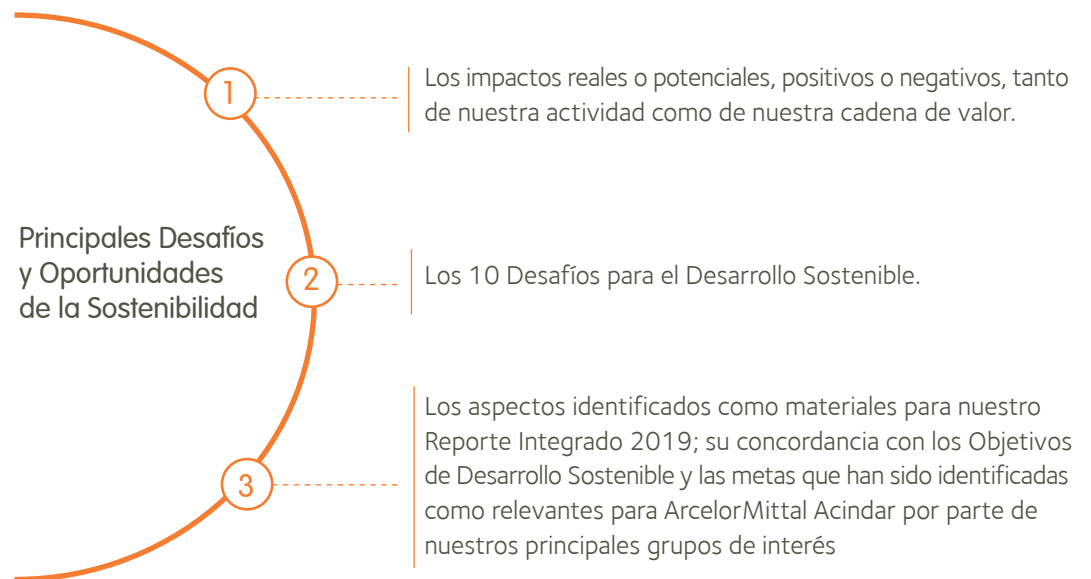 Principales Desafíos
y Oportunidades
de la Sostenibilidad
1
Los impactos reales o potenciales, positivos o negativos, tanto
de nuestra actividad como de nuestra cadena de valor.
2
Los 10 Desafíos para el Desarrollo Sostenible.
3
Los aspectos identificados como materiales para nuestro
Reporte Integrado 2019; su concordancia con los Objetivos
de Desarrollo Sostenible y las metas que han sido identificadas
como relevantes para ArcelorMittal Acindar por parte de
nuestros principales grupos de interés